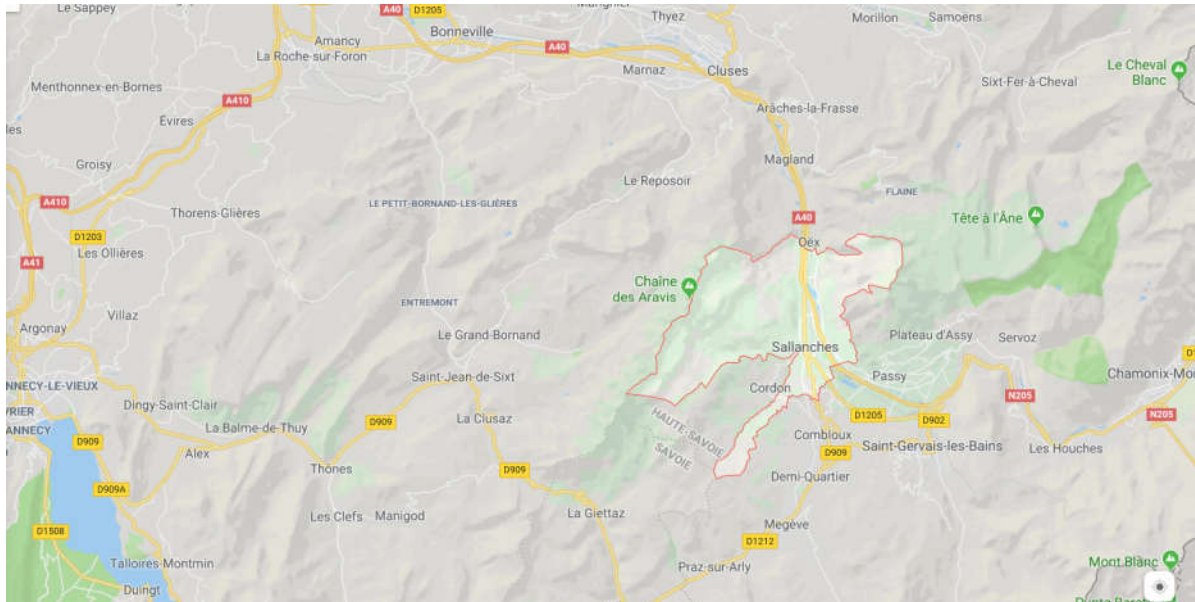 Le Sappey
A40
D1205
Thyez
Morillon
Samoëns
Bonneville
Amancy
La Roche-sur-Foron
A40
Marnaz
Cluses
Le Cheval
Blanc
Sixt-Fer-à-Cheval
Menthonnex-en-Bornes
A410
Arâches-la-Frasse
Évires
Magland
Groisy
Le Reposoir
FLAINE
A410
LE PETIT-BORNAND-LES-GLIÈRES
Thorens-Glières
A40
Tête à l'Âne
D1203
Les Ollières
Oëx
A41
Chaîne
des Aravis
ENTREMONT
Villaz
Argonay
Le Grand-Bornand
Plateau d'Assy
Servoz
Sallanches
Saint-Jean-de-Sixt
Passy
Chamonix-Mo
NNECY-LE-VIEUX
Cordon
N205
Dingy-Saint-Clair
VRIER
ANNECY
La Clusaz
HAUTE-SAVOIE
SAVOIE
D1205
D902
N205
D909
La Balme-de-Thuy
D909
Combloux
Saint-Gervais-les-Bains
Les Houches
Alex
D909
Thônes
D909
Demi-Quartier
D909A
Les Clefs
Manigod
La Giettaz
Megève
D1508
D1212
Talloires-Montmin
Praz-sur-Arly
Mont Blanc
Duingt